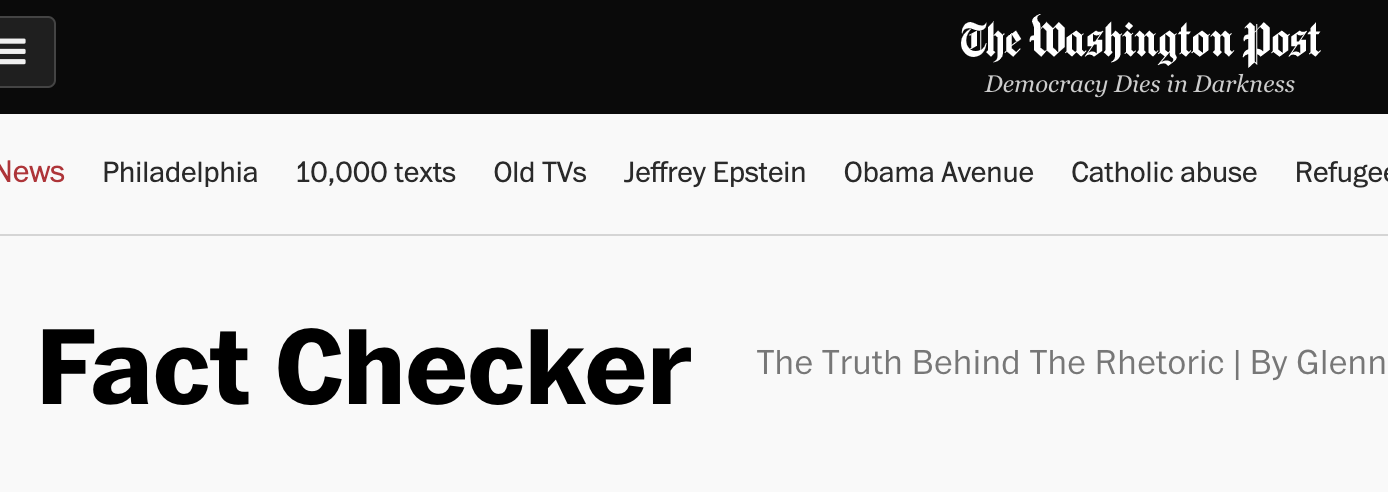 The Washington Post
Democracy Dies in Darkness
News Philadelphia 10,000 texts Old TVs Jeffrey Epstein Obama Avenue Catholic abuse Refugee
Fact Checker The Truth Behind The Rhetoric | By Glenn